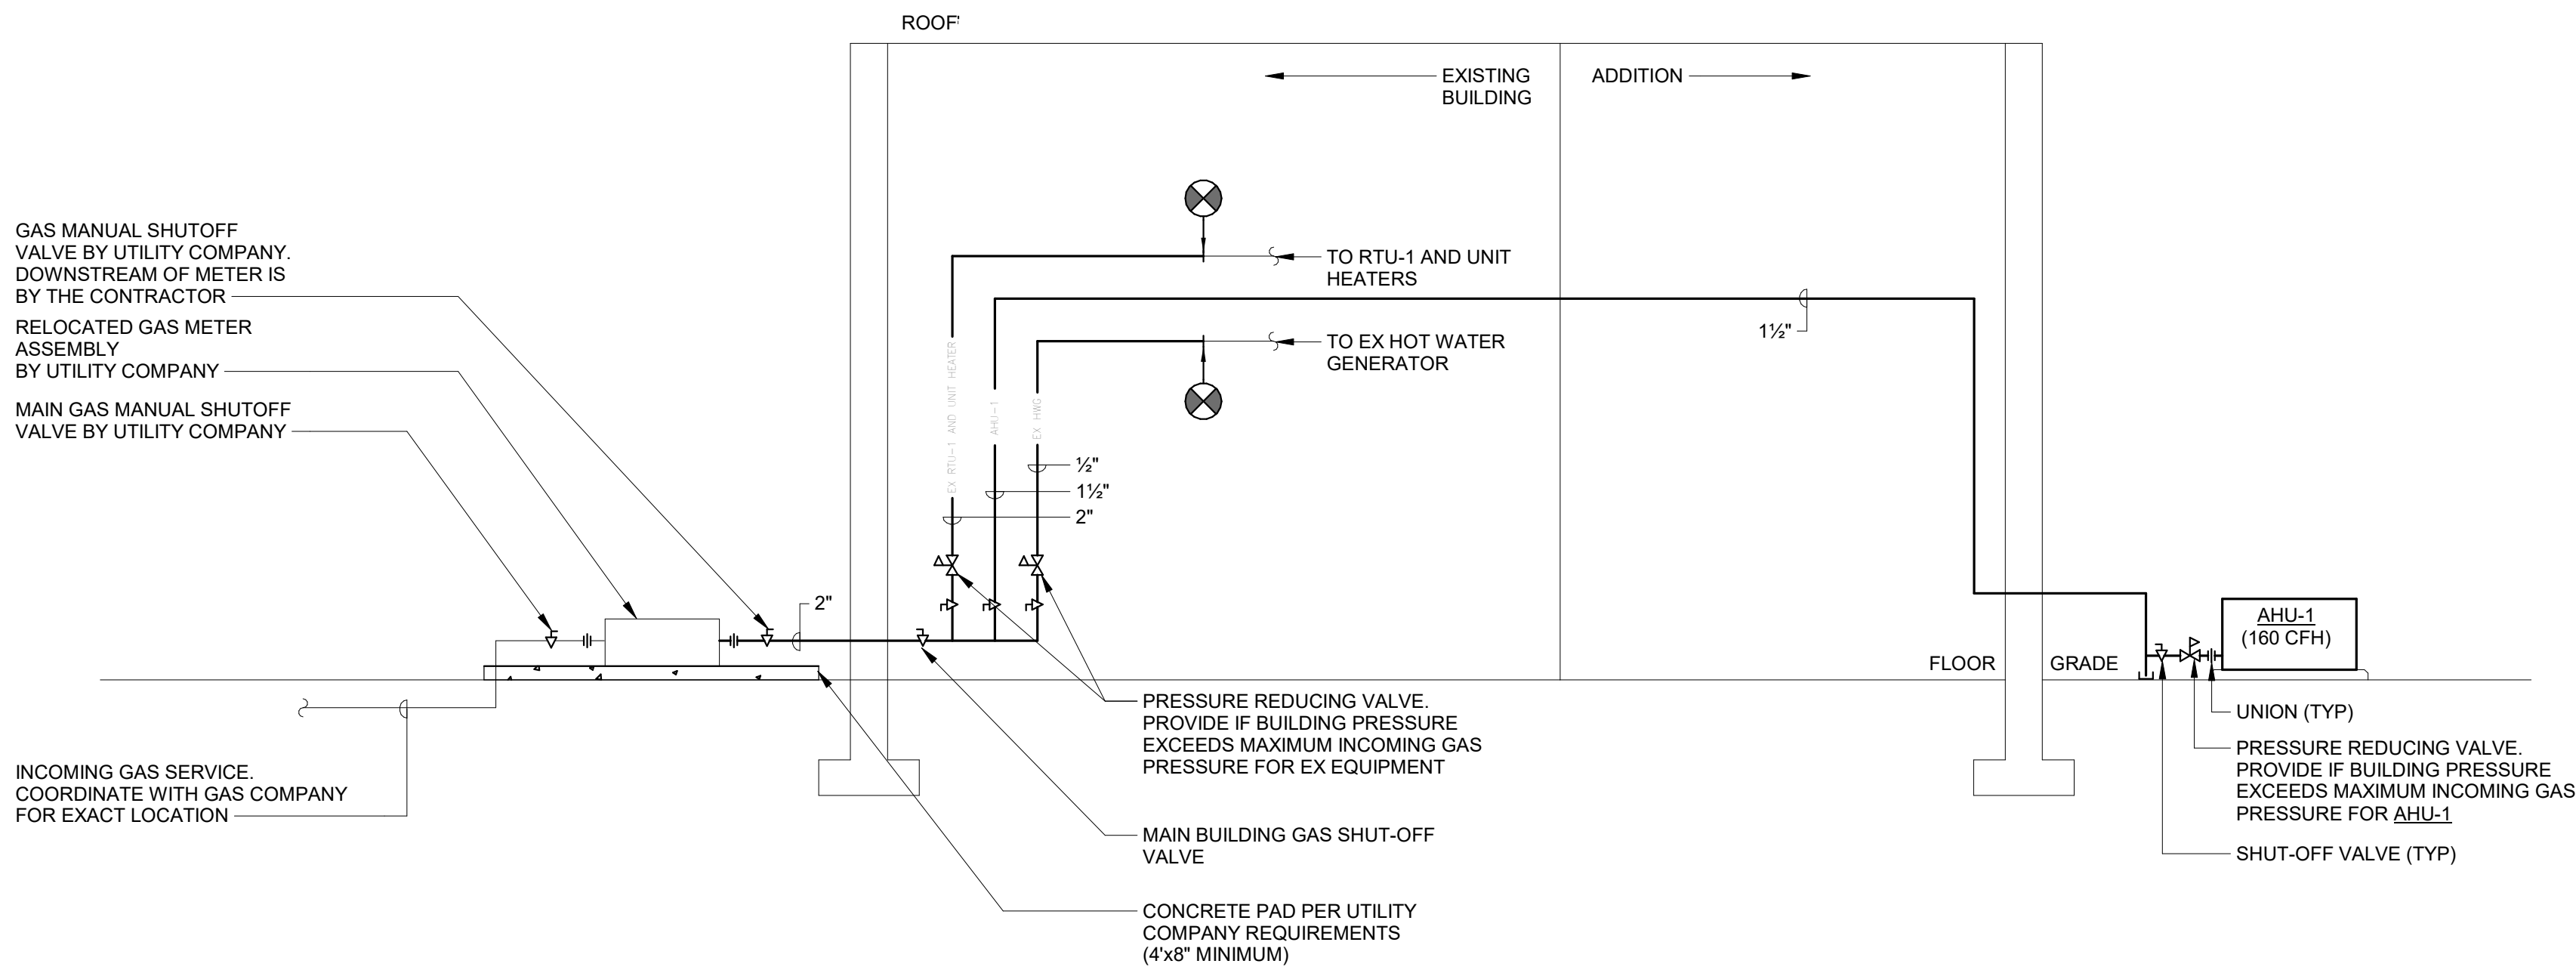 ROOF
EXISTING
BUILDING
ADDITION
GAS MANUAL SHUTOFF
VALVE BY UTILITY COMPANY.
DOWNSTREAM OF METER IS
BY THE CONTRACTOR
RELOCATED GAS METER
ASSEMBLY
BY UTILITY COMPANY
MAIN GAS MANUAL SHUTOFF
VALVE BY UTILITY COMPANY
TO RTU-1 AND UNIT
HEATERS
1½"
TO EX HOT WATER
GENERATOR
EX RTU-1 AND UNIT HEATER
AHU-1
EX HWG
½"
1½"
2"
2"
AHU-1
(160 CFH)
FLOOR
GRADE
PRESSURE REDUCING VALVE.
PROVIDE IF BUILDING PRESSURE
EXCEEDS MAXIMUM INCOMING GAS
PRESSURE FOR EX EQUIPMENT
UNION (TYP)
PRESSURE REDUCING VALVE.
PROVIDE IF BUILDING PRESSURE
EXCEEDS MAXIMUM INCOMING GAS
PRESSURE FOR AHU-1
INCOMING GAS SERVICE.
COORDINATE WITH GAS COMPANY
FOR EXACT LOCATION
MAIN BUILDING GAS SHUT-OFF
VALVE
SHUT-OFF VALVE (TYP)
CONCRETE PAD PER UTILITY
COMPANY REQUIREMENTS
(4'x8" MINIMUM)